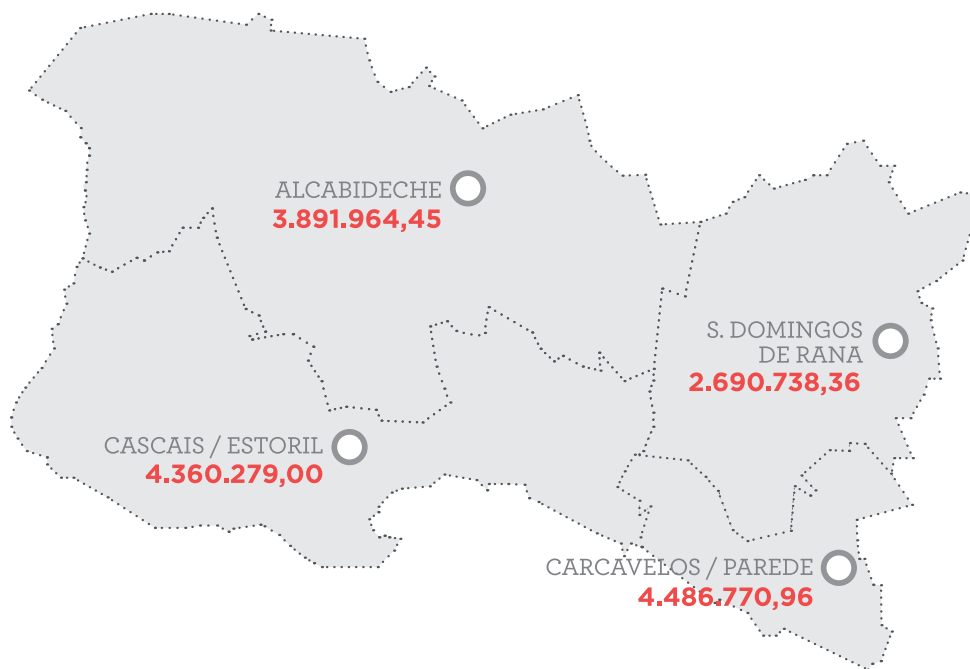 ALCABIDECHE
3.891.964,45
S. DOMINGOS
DE RANA
2.690.738,36
CASCAIS / ESTORIL
4.360.279,00
CARCAVELOS / PAREDE
4.486.770,96